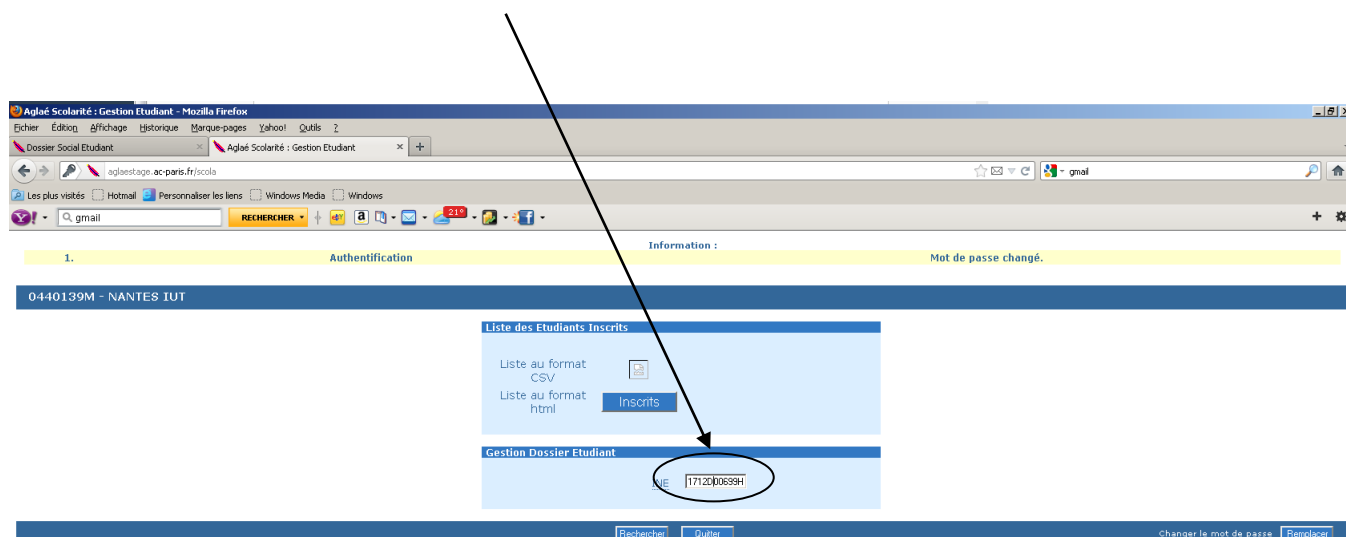 Aglaé Scolarité : Gestion Etudiant - Mozilla Firefox
Fichier Édition Affichage Historique Marque-pages Yahoo! Outils ?
Dossier Social Etudiant × Aglaé Scolarité : Gestion Etudiant × +
aglaestage.ac-paris.fr/scola gmail
Les plus visités Hotmail Personnaliser les liens Windows Media Windows
Y! gmail RECHERCHER eY a 21° f +
Information :
1. Authentification Mot de passe changé.
0440139M - NANTES IUT
Liste des Etudiants Inscrits
Liste au format
CSV
Liste au format
html
Inscrits
Gestion Dossier Etudiant
INE 1712D00699H
Rechercher Quitter Changer le mot de passe Remplacer